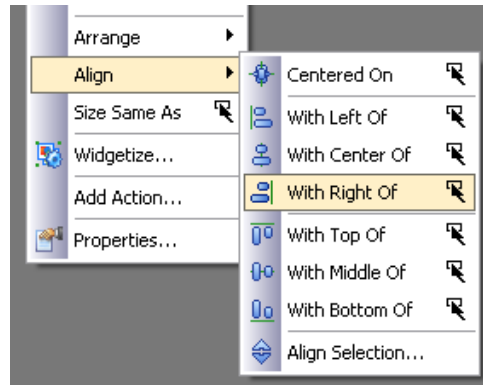 Arrange
Align
Size Same As
Widgetize...
Add Action...
Properties...
Centered On
With Left Of
With Center Of
With Right Of
With Top Of
With Middle Of
With Bottom Of
Align Selection...